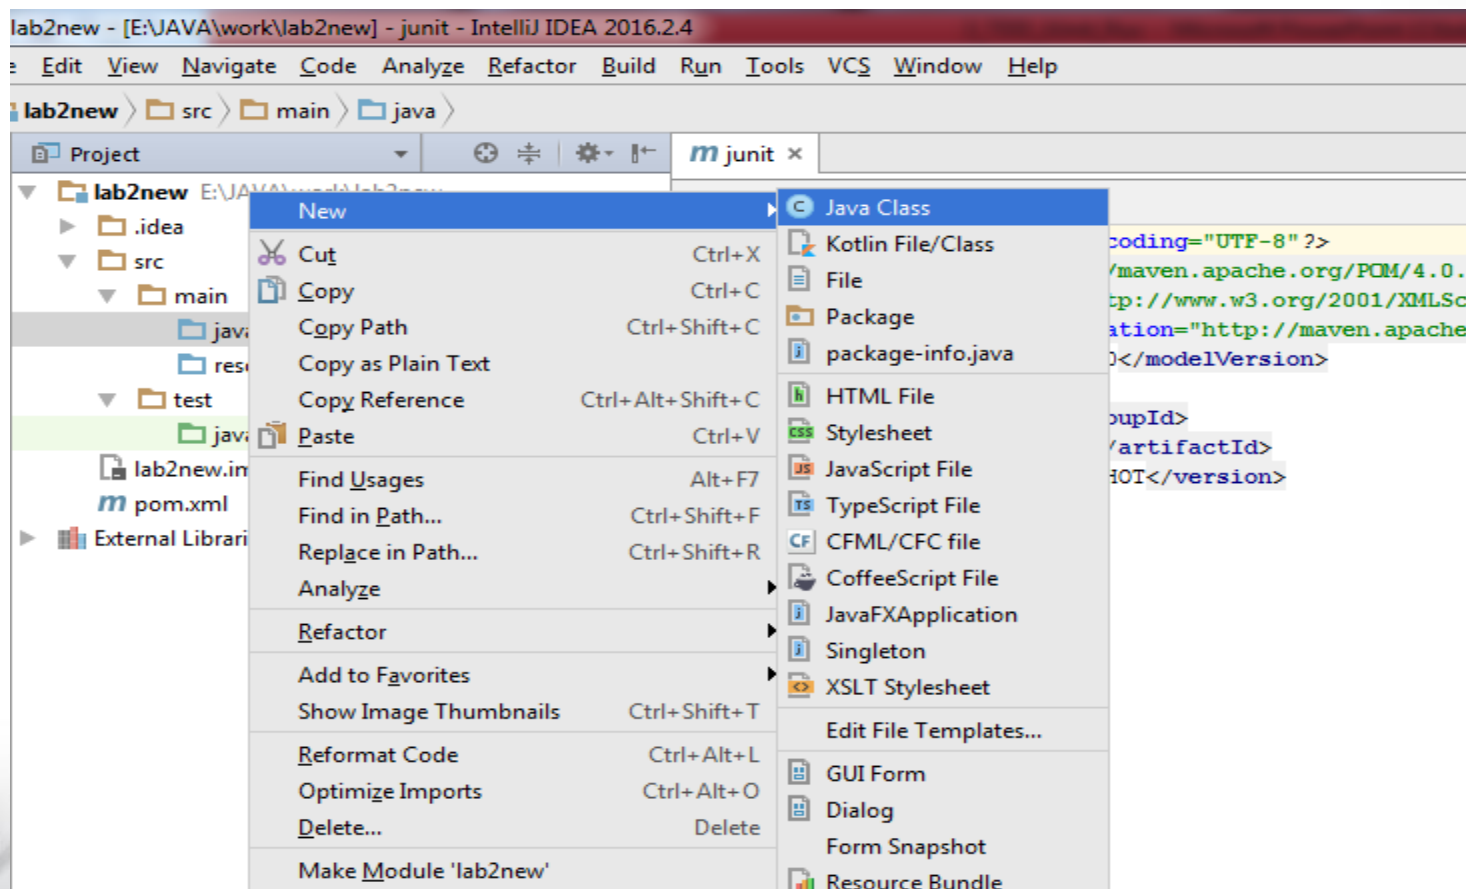 lab2new - [E:\JAVA\work\lab2new] - junit - IntelliJ IDEA 2016.2.4
e Edit View Navigate Code Analyze Refactor Build Run Tools VCS Window Help
lab2new src main java
Project
m junit ×
lab2new
.idea
src
main
java
test
java
m pom.xml
External Librari
New
Cut Ctrl+X
Copy Ctrl+C
Copy Path Ctrl+Shift+C
Copy as Plain Text
Copy Reference Ctrl+Alt+Shift+C
Paste Ctrl+V
Find Usages Alt+F7
Find in Path... Ctrl+Shift+F
Replace in Path... Ctrl+Shift+R
Analyze
Refactor
Add to Favorites
Show Image Thumbnails Ctrl+Shift+T
Reformat Code Ctrl+Alt+L
Optimize Imports Ctrl+Alt+O
Delete... Delete
Make Module 'lab2new'
Java Class
Kotlin File/Class
File
Package
package-info.java
HTML File
Stylesheet
JavaScript File
TypeScript File
CFML/CFC file
CoffeeScript File
JavaFXApplication
Singleton
XSLT Stylesheet
Edit File Templates...
GUI Form
Dialog
Form Snapshot
Resource Bundle
coding="UTF-8"?>
/maven.apache.org/POM/4.0.
tp://www.w3.org/2001/XMLSc
ation="http://maven.apache
</modelVersion>
oupId>
/artifactId>
HOT</version>